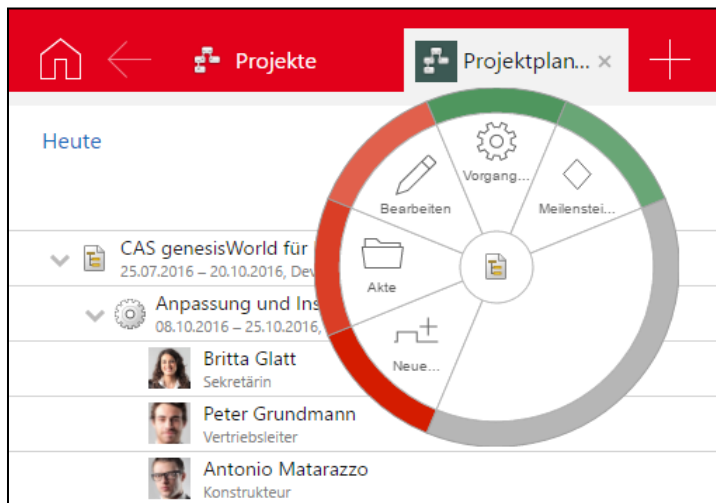 Projekte
Projektplan...
Heute
Vorgang...
Bearbeiten
Meilenstei...
CAS genesisWorld für
25.07.2016 – 20.10.2016, Dev
Akte
Anpassung und Ins
08.10.2016 – 25.10.2016,
Neue...
Britta Glatt
Sekretärin
Peter Grundmann
Vertriebsleiter
Antonio Matarazzo
Konstrukteur